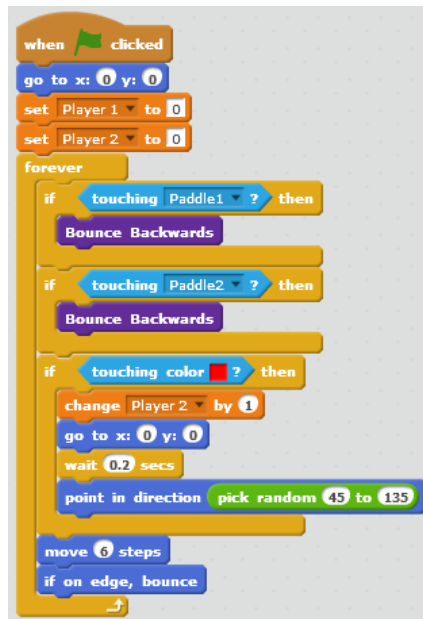 when clicked
go to x: 0 y: 0
set Player 1 to 0
set Player 2 to 0
forever
if touching Paddle1 ? then
Bounce Backwards
if touching Paddle2 ? then
Bounce Backwards
if touching color ? then
change Player 2 by 1
go to x: 0 y: 0
wait 0.2 secs
point in direction pick random 45 to 135
move 6 steps
if on edge, bounce